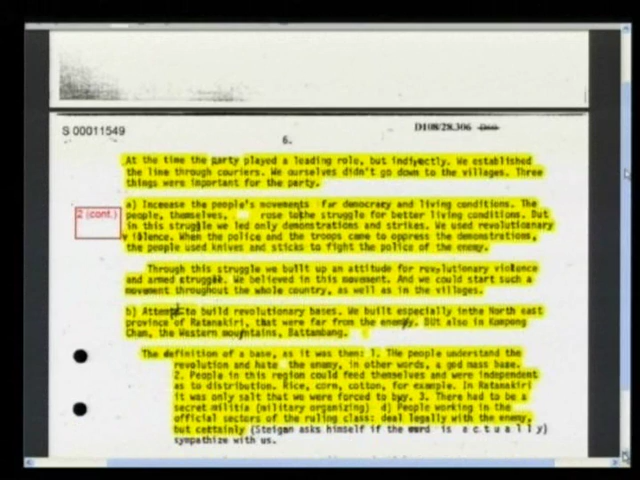 S 00011549
D108/28.306
6.
At the time the party played a leading role, but indirectly. We established
the line through couriers. We ourselves didn't go down to the villages. Three
things were important for the party.
2 (cont.)
a) Increase the people's movements for democracy and living conditions. The
people, themselves, rose to the struggle for better living conditions. But
in this struggle we led only demonstrations and strikes. We used revolutionary
violence. When the police and the troops came to oppress the demonstrations,
the people used knives and sticks to fight the police of the enemy.
Through this struggle we built up an attitude for revolutionary violence
and armed struggle. We believed in this movement. And we could start such a
movement throughout the whole country, as well as in the villages.
b) Attempt to build revolutionary bases. We built especially inthe North east
province of Ratanakiri, that were far from the enemy. BUt also in Kompong
Cham, the Western mountains, Battambang.
The definition of a base, as it was them: 1. THe people understand the
revolution and hate the enemy, in other words, a god mass base.
2. People in this region could feed themselves and were independent
as to distribution. Rice, corn, cotton, for example. In Ratanakiri
it was only salt that we were forced to buy. 3. There had to be a
secret militia (military organizing) d) People working in the
official sectors of the ruling class: deal legally with the enemy,
but certainly (Steigan asks himself if the word is a c t u a l l y)
sympathize with us.